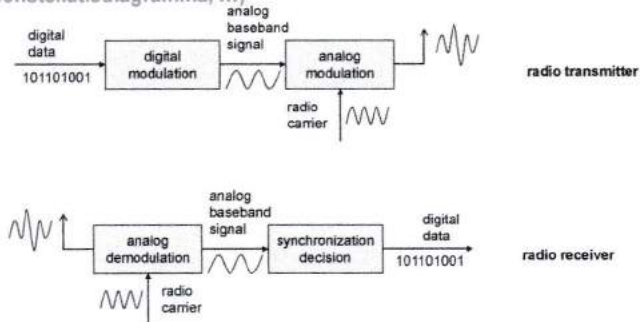 analog
baseband
signal
digital
data
101101001
digital
modulation
analog
modulation
radio
carrier
radio transmitter
analog
baseband
signal
analog
demodulation
synchronization
decision
digital
data
101101001
radio
carrier
radio receiver